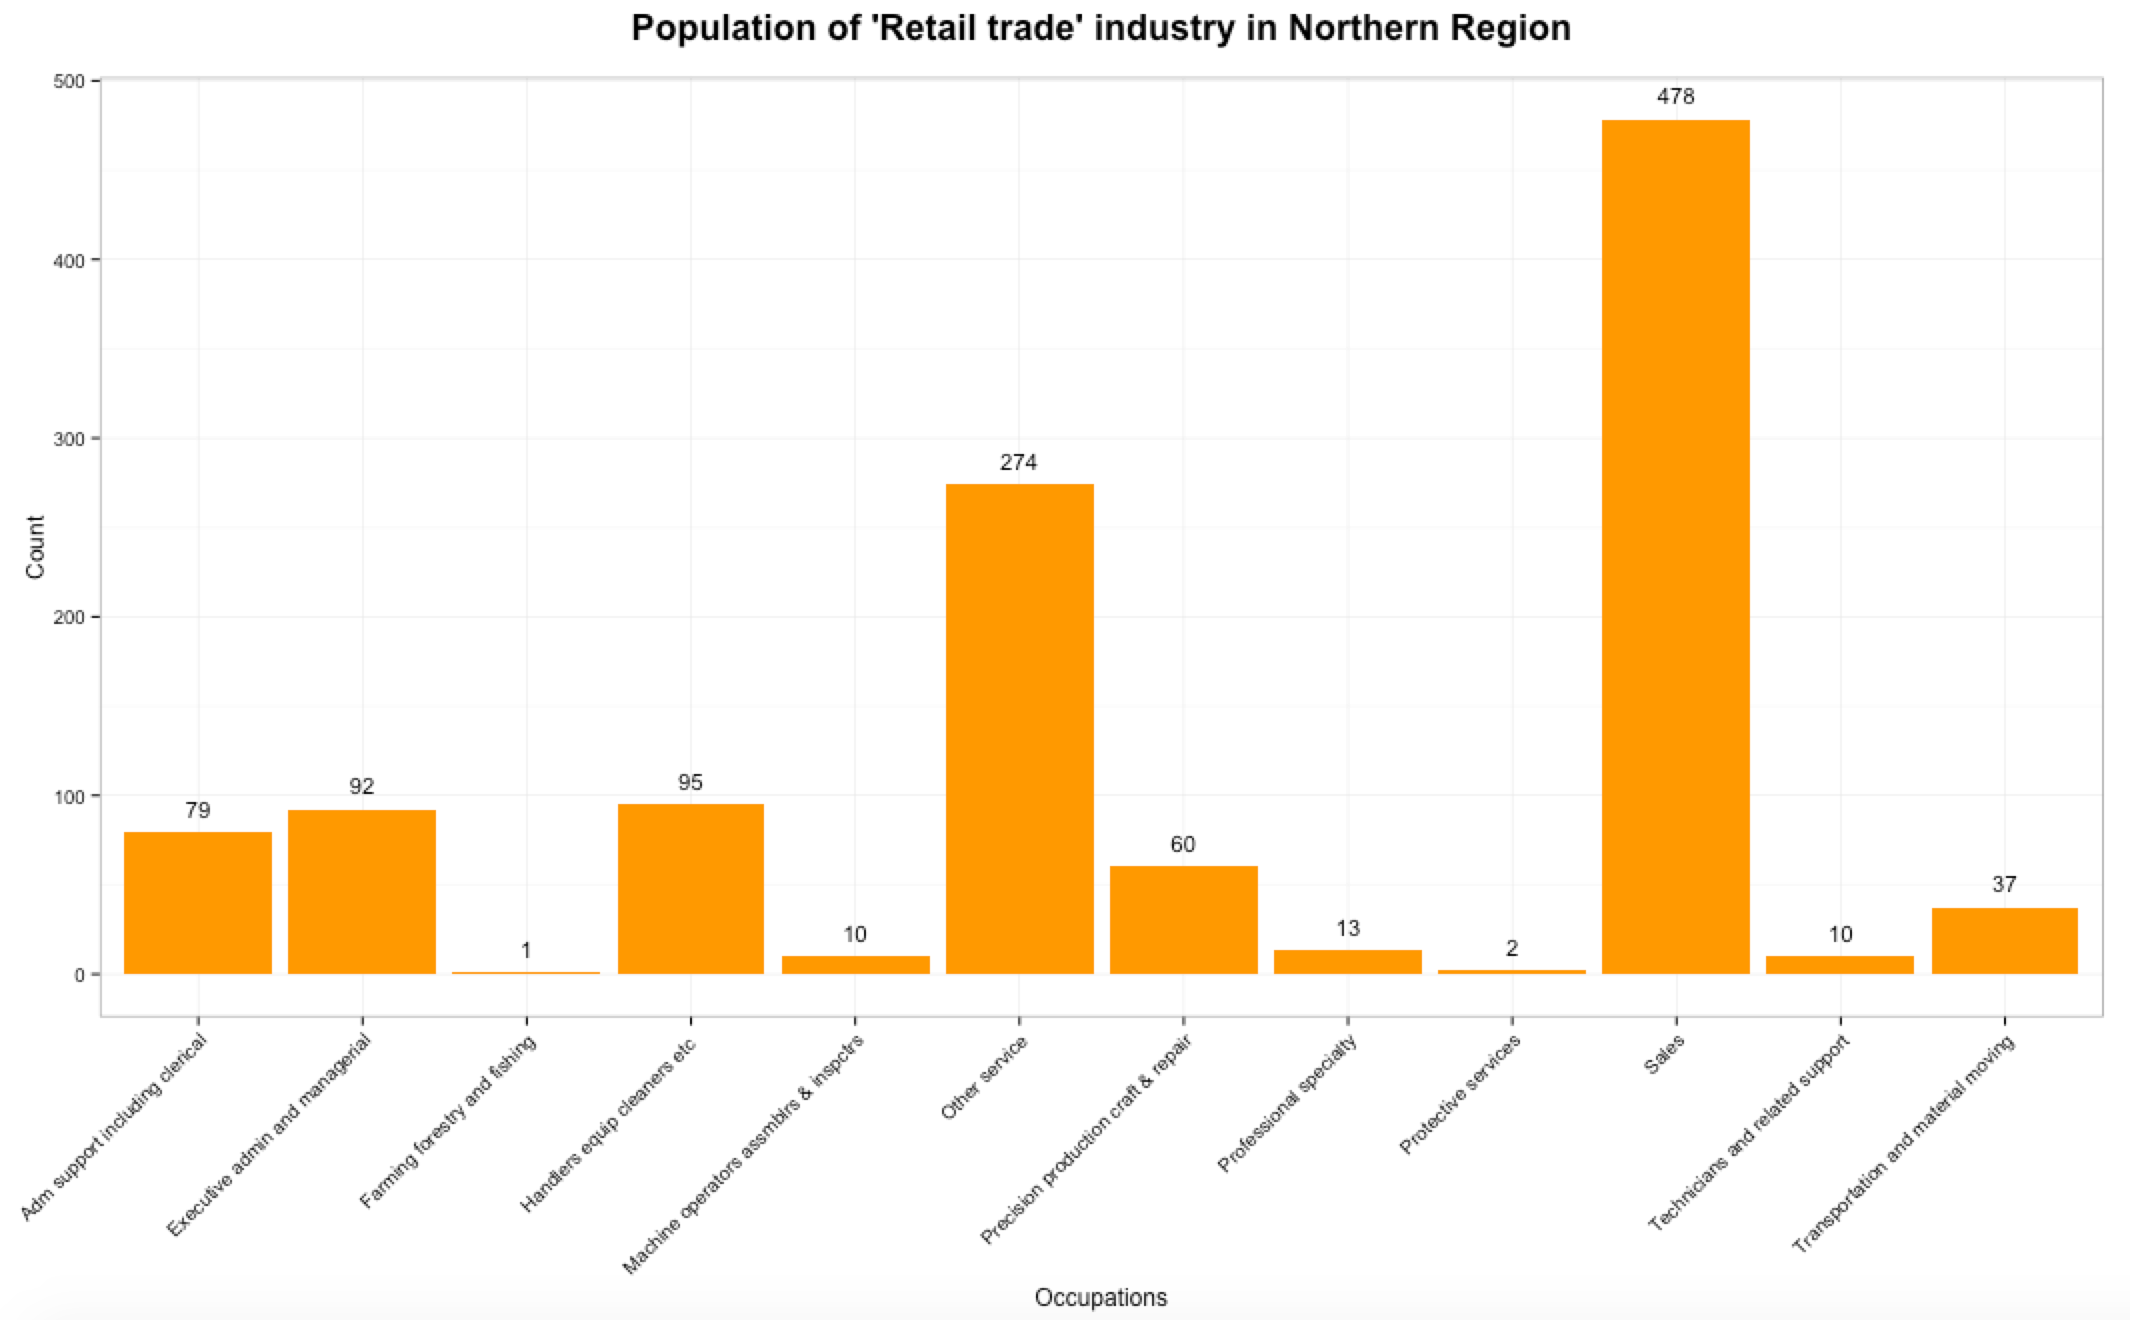 Population of 'Retail trade' industry in Northern Region
Count
500
400
300
200
100
0
79
92
1
95
10
274
60
13
2
478
10
37
Adm support including clerical
Executive admin and managerial
Farming forestry and fishing
Handlers equip cleaners etc
Machine operators assmblrs & inspctrs
Other service
Precision production craft & repair
Professional specialty
Protective services
Sales
Technicians and related support
Transportation and material moving
Occupations